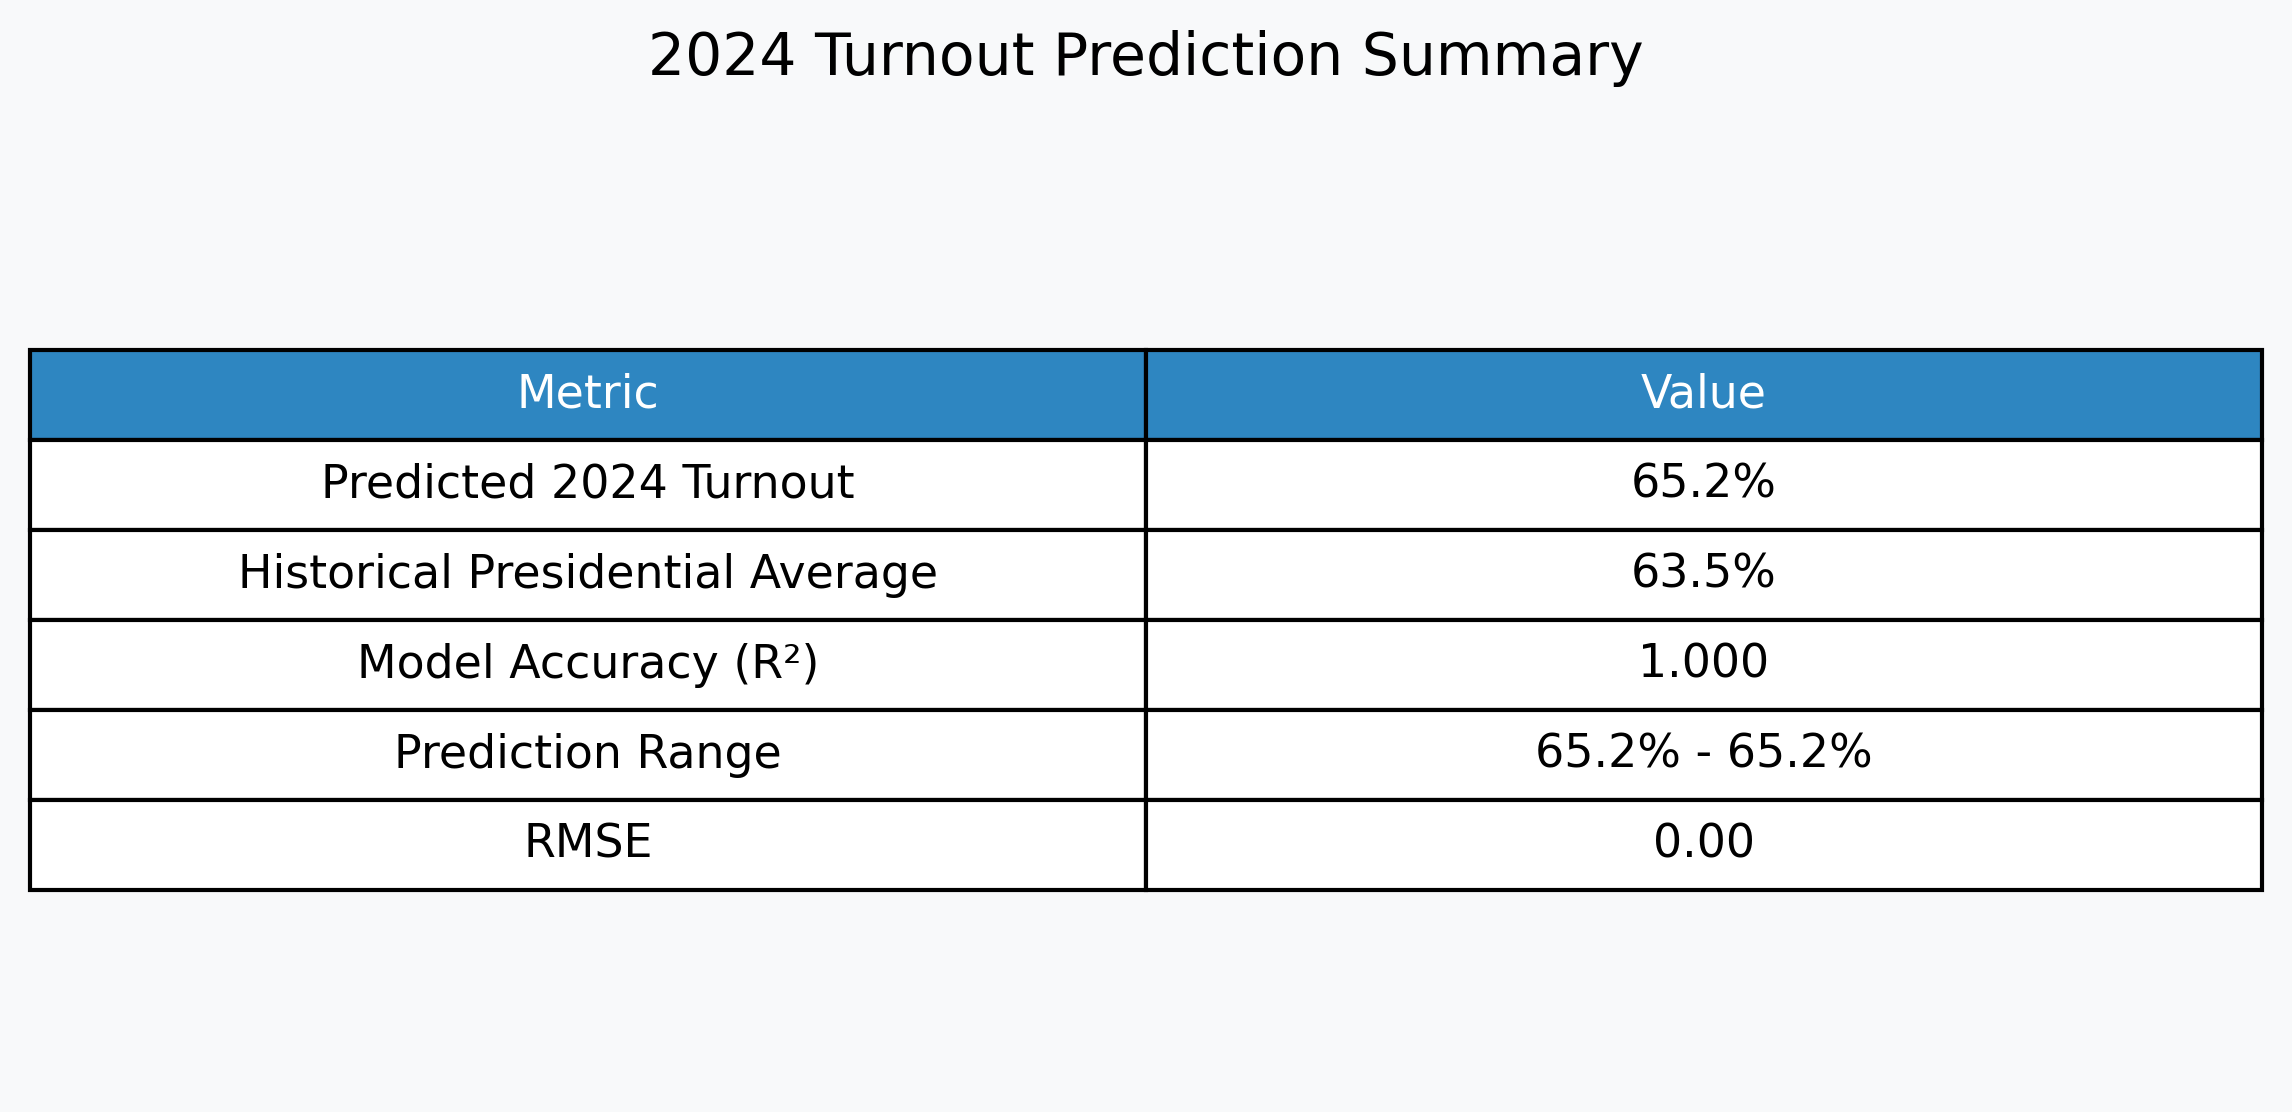 2024 Turnout Prediction Summary
Metric Value
Predicted 2024 Turnout 65.2%
Historical Presidential Average 63.5%
Model Accuracy (R²) 1.000
Prediction Range 65.2% - 65.2%
RMSE 0.00